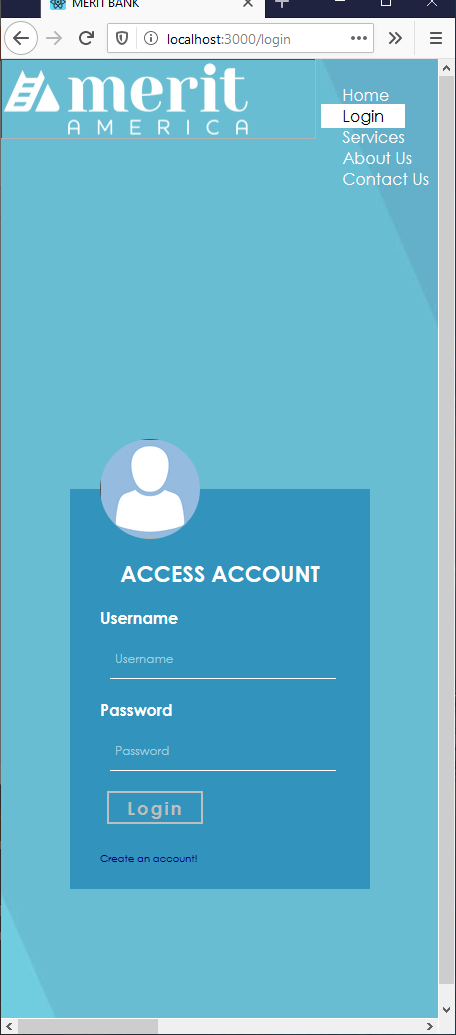 MERIT BANK
localhost:3000/login
merit
AMERICA
Home
Login
Services
About Us
Contact Us
ACCESS ACCOUNT
Username
Username
Password
Password
Login
Create an account!